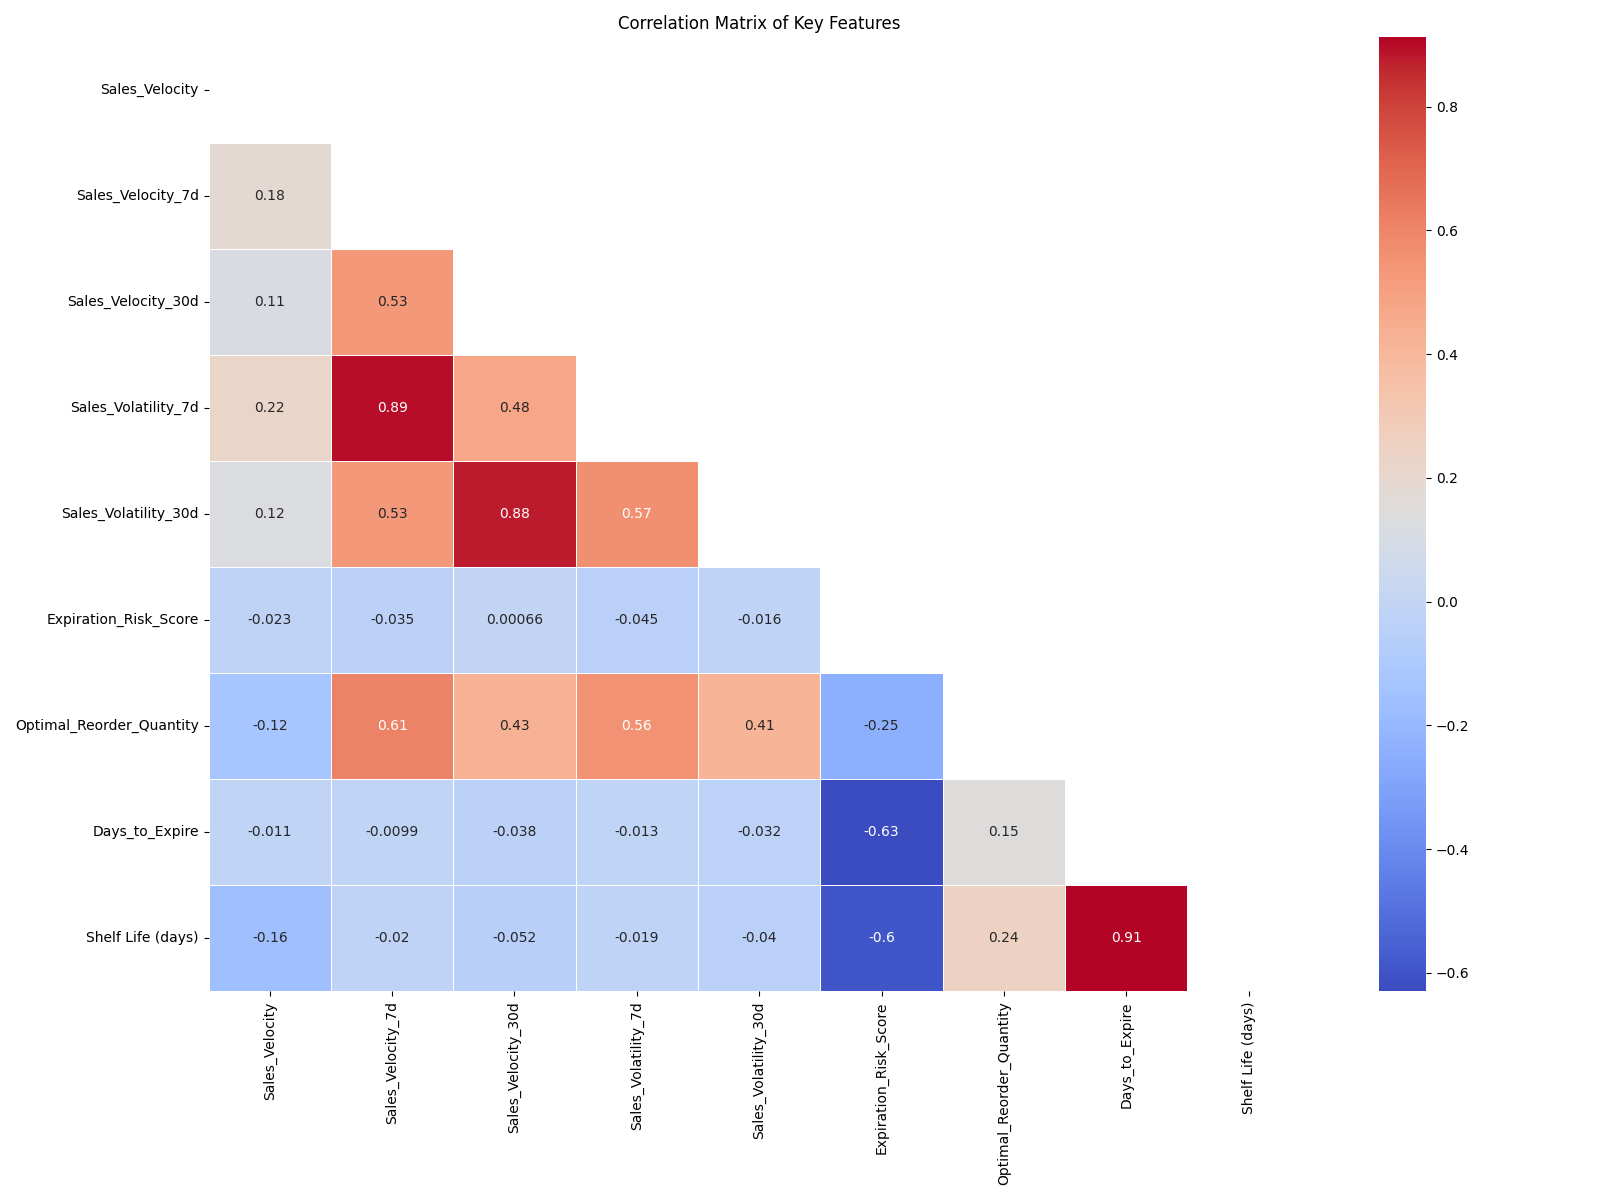 Correlation Matrix of Key Features
Sales_Velocity
Sales_Velocity_7d 0.18
Sales_Velocity_30d 0.11 0.53
Sales_Volatility_7d 0.22 0.89 0.48
Sales_Volatility_30d 0.12 0.53 0.88 0.57
Expiration_Risk_Score -0.023 -0.035 0.00066 -0.045 -0.016
Optimal_Reorder_Quantity -0.12 0.61 0.43 0.56 0.41 -0.25
Days_to_Expire -0.011 -0.0099 -0.038 -0.013 -0.032 -0.63 0.15
Shelf Life (days) -0.16 -0.02 -0.052 -0.019 -0.04 -0.6 0.24 0.91
Sales_Velocity
Sales_Velocity_7d
Sales_Velocity_30d
Sales_Volatility_7d
Sales_Volatility_30d
Expiration_Risk_Score
Optimal_Reorder_Quantity
Days_to_Expire
Shelf Life (days)
0.8
0.6
0.4
0.2
0.0
−0.2
−0.4
−0.6